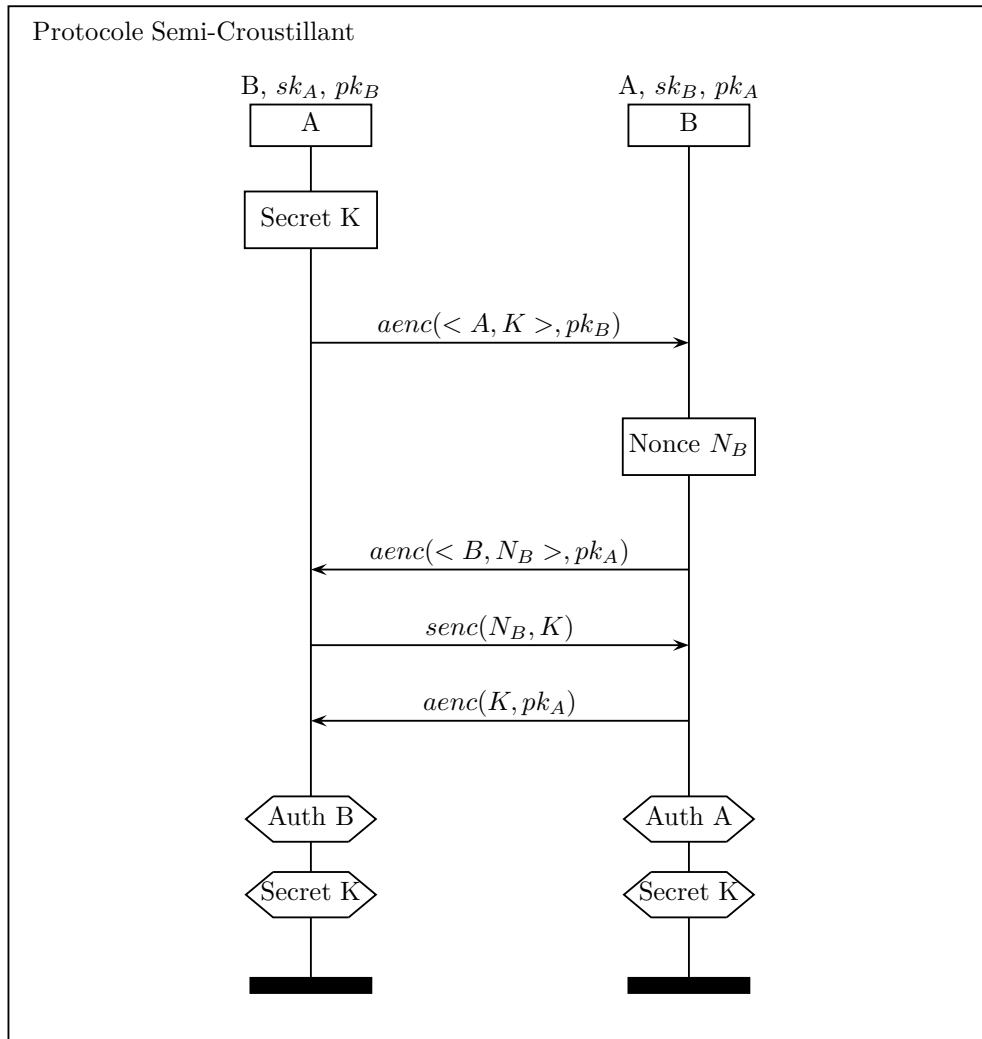 Protocole Semi-Croustillant
B, sk_A, pk_B
A, sk_B, pk_A
A
B
Secret K
aenc(< A, K >, pk_B)
Nonce N_B
aenc(< B, N_B >, pk_A)
senc(N_B, K)
aenc(K, pk_A)
Auth B
Auth A
Secret K
Secret K